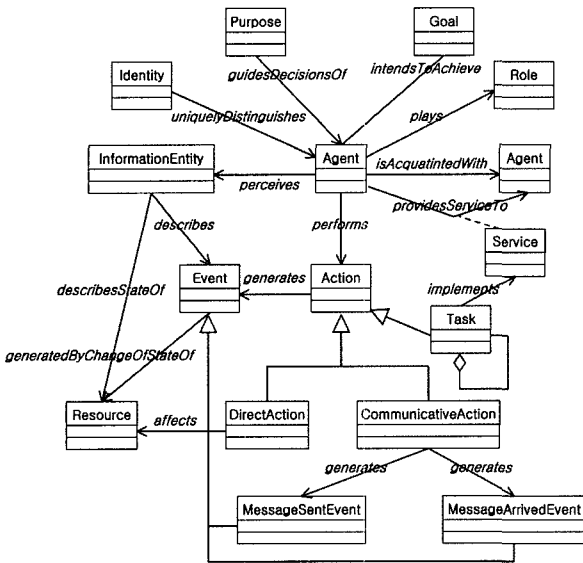 Purpose
Goal
guidesDecisionsOf
intendsToAchieve
Identity
Role
uniquelyDistinguishes
plays
InformationEntity
Agent
isAcquatintedWith
Agent
perceives
providesServiceTo
describes
performs
Service
Event
generates
Action
describesStateOf
implements
Task
generatedByChangeOfStateOf
Resource
affects
DirectAction
CommunicativeAction
generates
generates
MessageSentEvent
MessageArrivedEvent